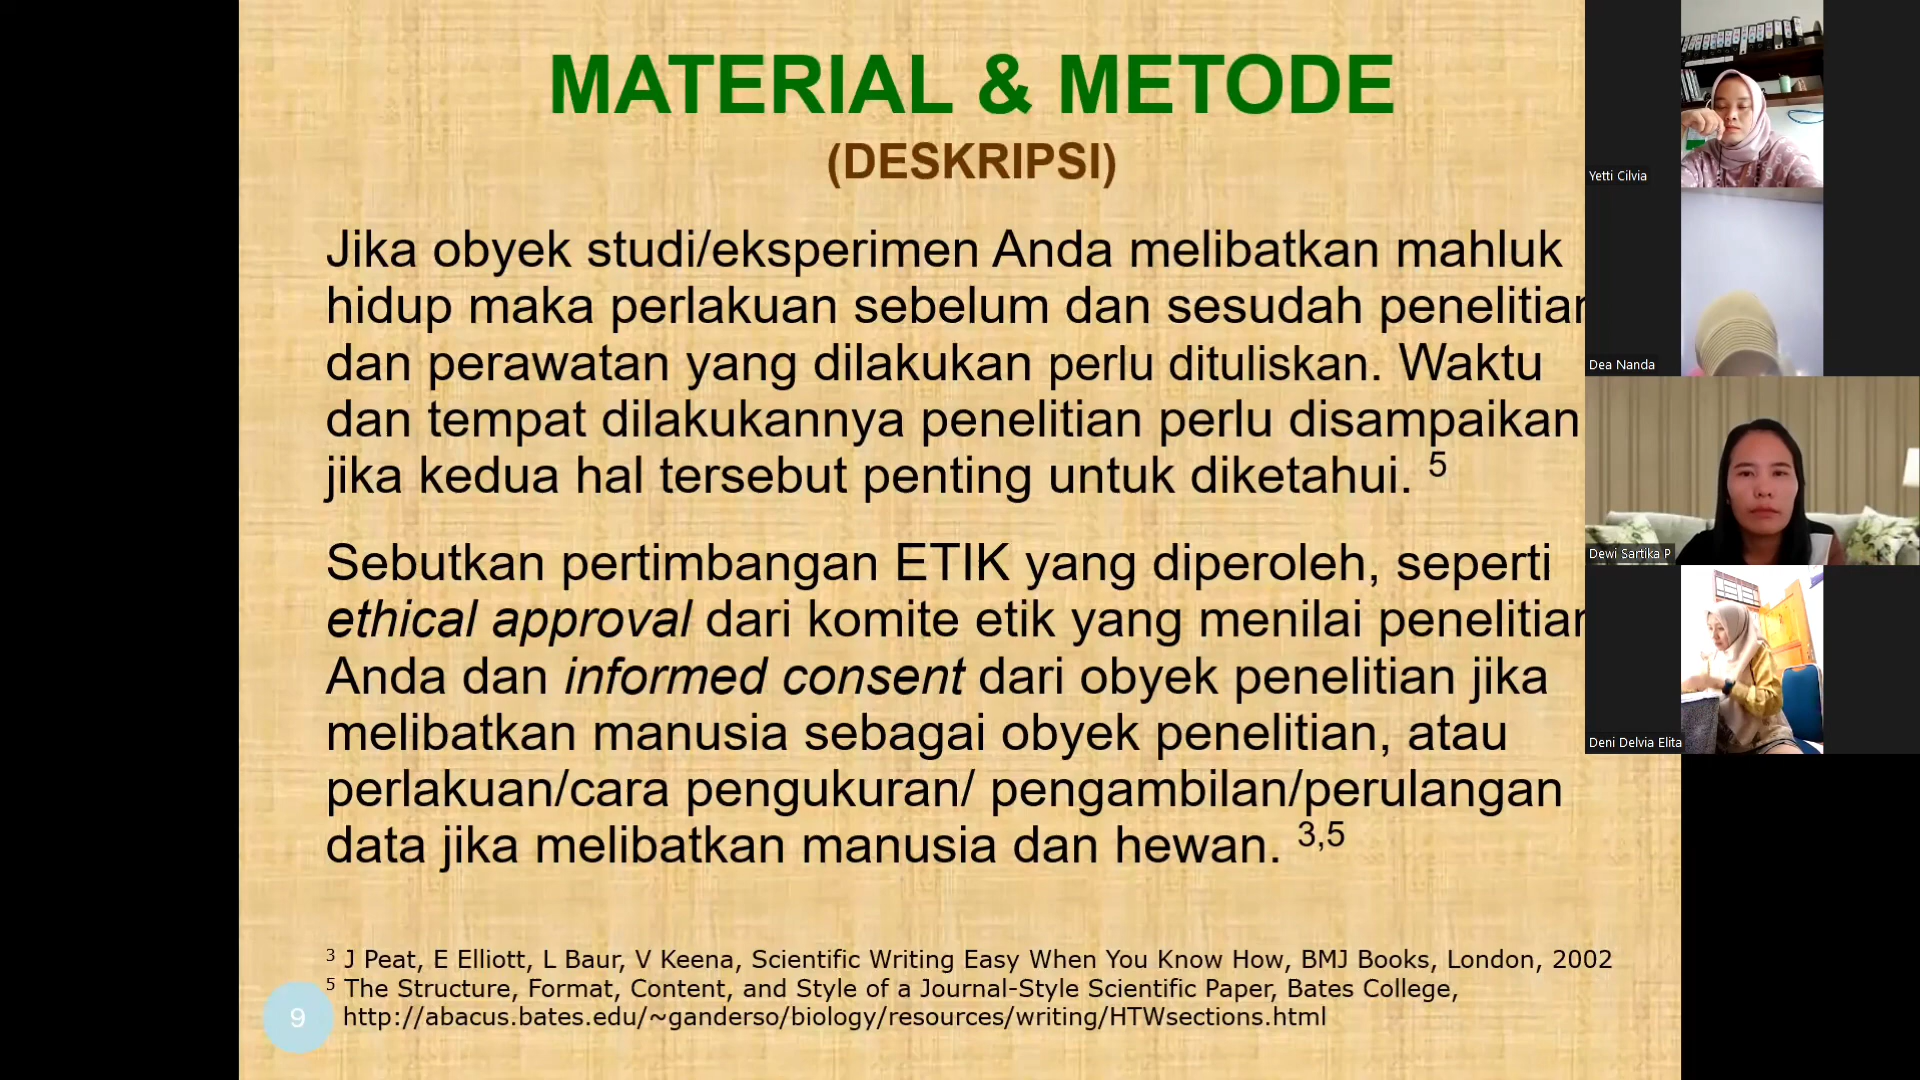 MATERIAL & METODE
(DESKRIPSI)
Jika obyek studi/eksperimen Anda melibatkan mahluk
hidup maka perlakuan sebelum dan sesudah penelitian
dan perawatan yang dilakukan perlu dituliskan. Waktu
dan tempat dilakukannya penelitian perlu disampaikan
jika kedua hal tersebut penting untuk diketahui. 5
Sebutkan pertimbangan ETIK yang diperoleh, seperti
ethical approval dari komite etik yang menilai penelitian
Anda dan informed consent dari obyek penelitian jika
melibatkan manusia sebagai obyek penelitian, atau
perlakuan/cara pengukuran/ pengambilan/perulangan
data jika melibatkan manusia dan hewan. 3,5
3 J Peat, E Elliott, L Baur, V Keena, Scientific Writing Easy When You Know How, BMJ Books, London, 2002
5 The Structure, Format, Content, and Style of a Journal-Style Scientific Paper, Bates College,
http://abacus.bates.edu/~ganderso/biology/resources/writing/HTWsections.html
9
Yetti Cilvia
Dea Nanda
Dewi Sartika P
Deni Delvia Elita